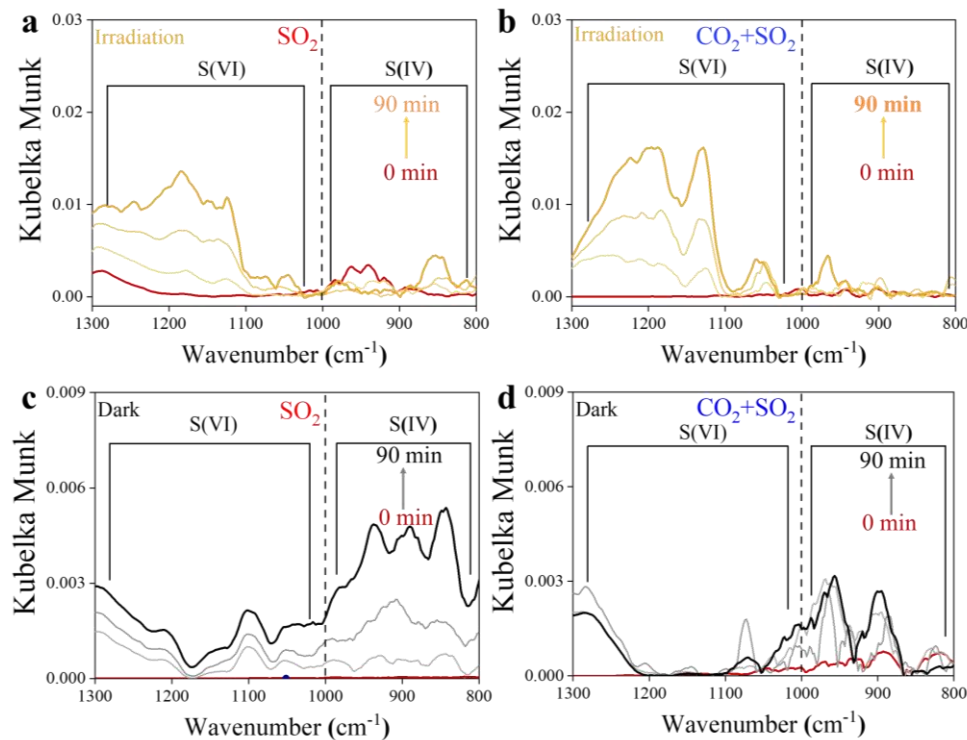 a
Irradiation
SO₂
S(VI)
S(IV)
90 min
0 min
Kubelka Munk
0.03
0.02
0.01
0.00
1300 1200 1100 1000 900 800
Wavenumber (cm⁻¹)
b
Irradiation
CO₂+SO₂
S(VI)
S(IV)
90 min
0 min
Kubelka Munk
0.03
0.02
0.01
0.00
1300 1200 1100 1000 900 800
Wavenumber (cm⁻¹)
c
Dark
SO₂
S(VI)
S(IV)
90 min
0 min
Kubelka Munk
0.009
0.006
0.003
0.000
1300 1200 1100 1000 900 800
Wavenumber (cm⁻¹)
d
Dark
CO₂+SO₂
S(VI)
S(IV)
90 min
0 min
Kubelka Munk
0.009
0.006
0.003
0.000
1300 1200 1100 1000 900 800
Wavenumber (cm⁻¹)